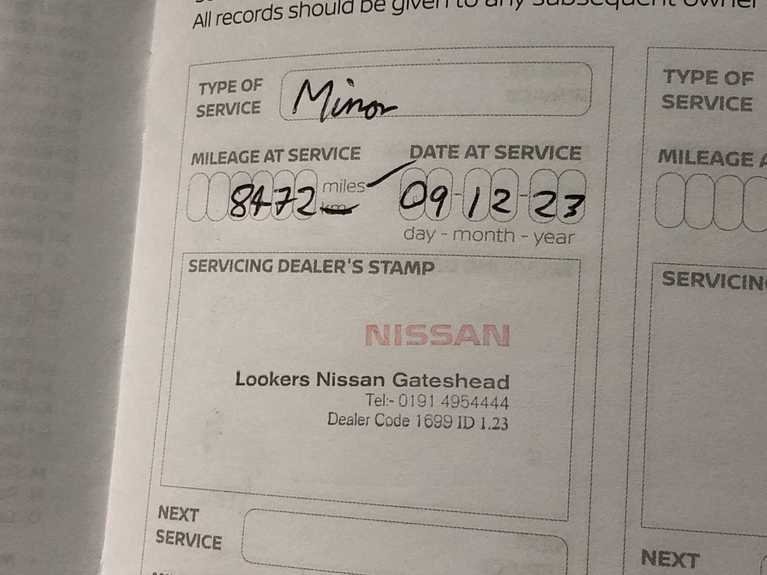 All records should be given to any subsequent owner
TYPE OF
SERVICE
Minor
MILEAGE AT SERVICE
DATE AT SERVICE
8472
miles
km
09-12-23
day - month - year
SERVICING DEALER'S STAMP
NISSAN
Lookers Nissan Gateshead
Tel:- 0191 4954444
Dealer Code 1699 ID 1.23
NEXT
SERVICE
TYPE OF
SERVICE
MILEAGE
NEXT